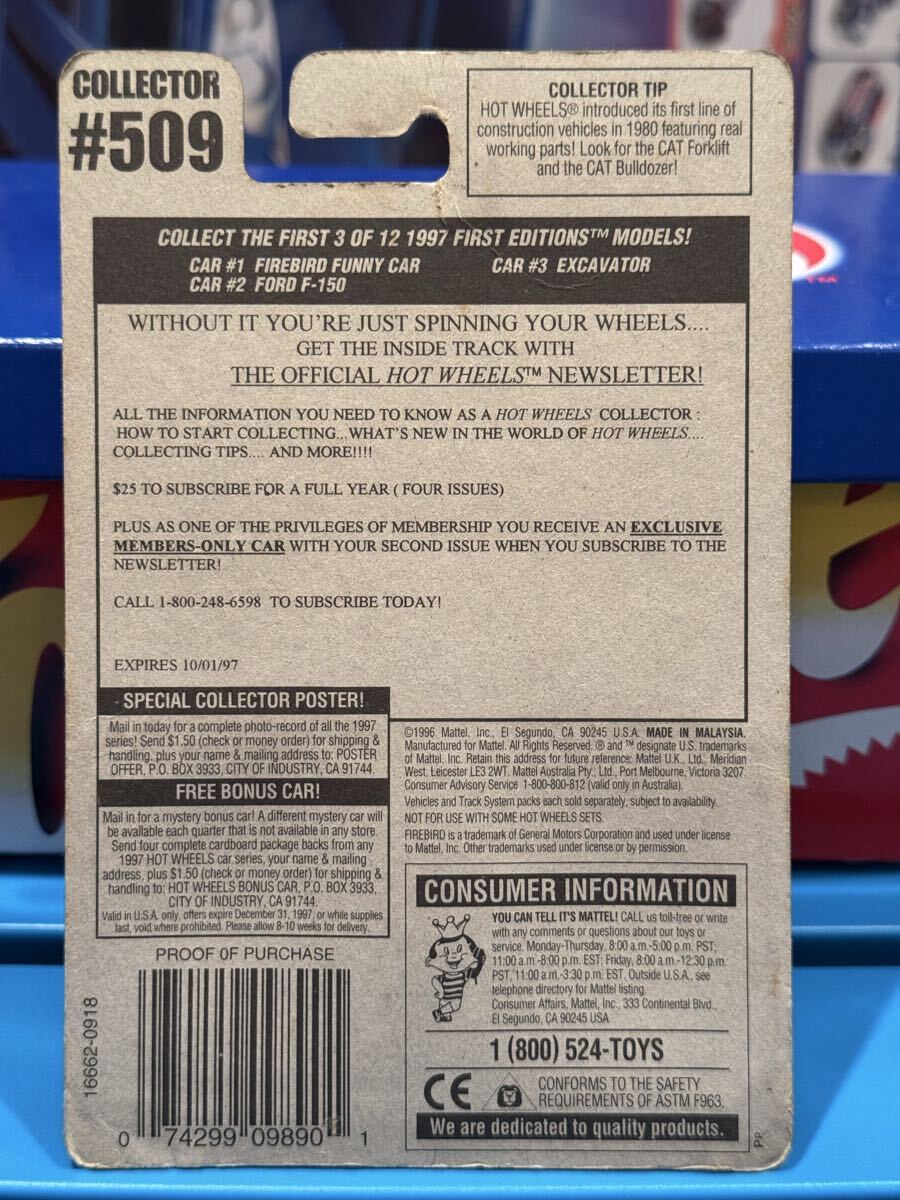 COLLECTOR
#509
COLLECTOR TIP
HOT WHEELS® introduced its first line of
construction vehicles in 1980 featuring real
working parts! Look for the CAT Forklift
and the CAT Bulldozer!
COLLECT THE FIRST 3 OF 12 1997 FIRST EDITIONS™ MODELS!
CAR #1 FIREBIRD FUNNY CAR
CAR #2 FORD F-150
CAR #3 EXCAVATOR
WITHOUT IT YOU'RE JUST SPINNING YOUR WHEELS....
GET THE INSIDE TRACK WITH
THE OFFICIAL HOT WHEELS™ NEWSLETTER!
ALL THE INFORMATION YOU NEED TO KNOW AS A HOT WHEELS COLLECTOR :
HOW TO START COLLECTING...WHAT'S NEW IN THE WORLD OF HOT WHEELS....
COLLECTING TIPS.... AND MORE!!!!
$25 TO SUBSCRIBE FOR A FULL YEAR ( FOUR ISSUES)
PLUS AS ONE OF THE PRIVILEGES OF MEMBERSHIP YOU RECEIVE AN EXCLUSIVE
MEMBERS-ONLY CAR WITH YOUR SECOND ISSUE WHEN YOU SUBSCRIBE TO THE
NEWSLETTER!
CALL 1-800-248-6598 TO SUBSCRIBE TODAY!
EXPIRES 10/01/97
SPECIAL COLLECTOR POSTER!
Mail in today for a complete photo-record of all the 1997
series! Send $1.50 (check or money order) for shipping &
handling, plus your name & mailing address to: POSTER
OFFER, P.O. BOX 3933, CITY OF INDUSTRY, CA 91744.
FREE BONUS CAR!
Mail in for a mystery bonus car! A different mystery car will
be available each quarter that is not available in any store.
Send four complete cardboard package backs from any
1997 HOT WHEELS car series, your name & mailing
address, plus $1.50 (check or money order) for shipping &
handling to: HOT WHEELS BONUS CAR, P.O. BOX 3933,
CITY OF INDUSTRY, CA 91744.
Valid in U.S.A. only, offers expire December 31, 1997, or while supplies
last, void where prohibited. Please allow 8-10 weeks for delivery.
PROOF OF PURCHASE
16662-0918
0 74299 09890 1
©1996 Mattel, Inc., El Segundo, CA 90245 U.S.A. MADE IN MALAYSIA.
Manufactured for Mattel. All Rights Reserved. ® and ™ designate U.S. trademarks
of Mattel, Inc. Retain this address for future reference: Mattel U.K., Ltd., Meridian
West, Leicester LE3 2WT. Mattel Australia Pty., Ltd., Port Melbourne, Victoria 3207.
Consumer Advisory Service 1-800-800-812 (valid only in Australia).
Vehicles and Track System packs each sold separately, subject to availability.
NOT FOR USE WITH SOME HOT WHEELS SETS.
FIREBIRD is a trademark of General Motors Corporation and used under license
to Mattel, Inc. Other trademarks used under license or by permission.
CONSUMER INFORMATION
YOU CAN TELL IT'S MATTEL! CALL us toll-free or write
with any comments or questions about our toys or
service. Monday-Thursday, 8:00 a.m.-5:00 p.m. PST,
11:00 a.m.-8:00 p.m. EST; Friday, 8:00 a.m.-12:30 p.m.
PST, 11:00 a.m.-3:30 p.m. EST. Outside U.S.A., see
telephone directory for Mattel listing.
Consumer Affairs, Mattel, Inc., 333 Continental Blvd.,
El Segundo, CA 90245 USA
1 (800) 524-TOYS
CE
CONFORMS TO THE SAFETY
REQUIREMENTS OF ASTM F963.
We are dedicated to quality products.
PP
TM